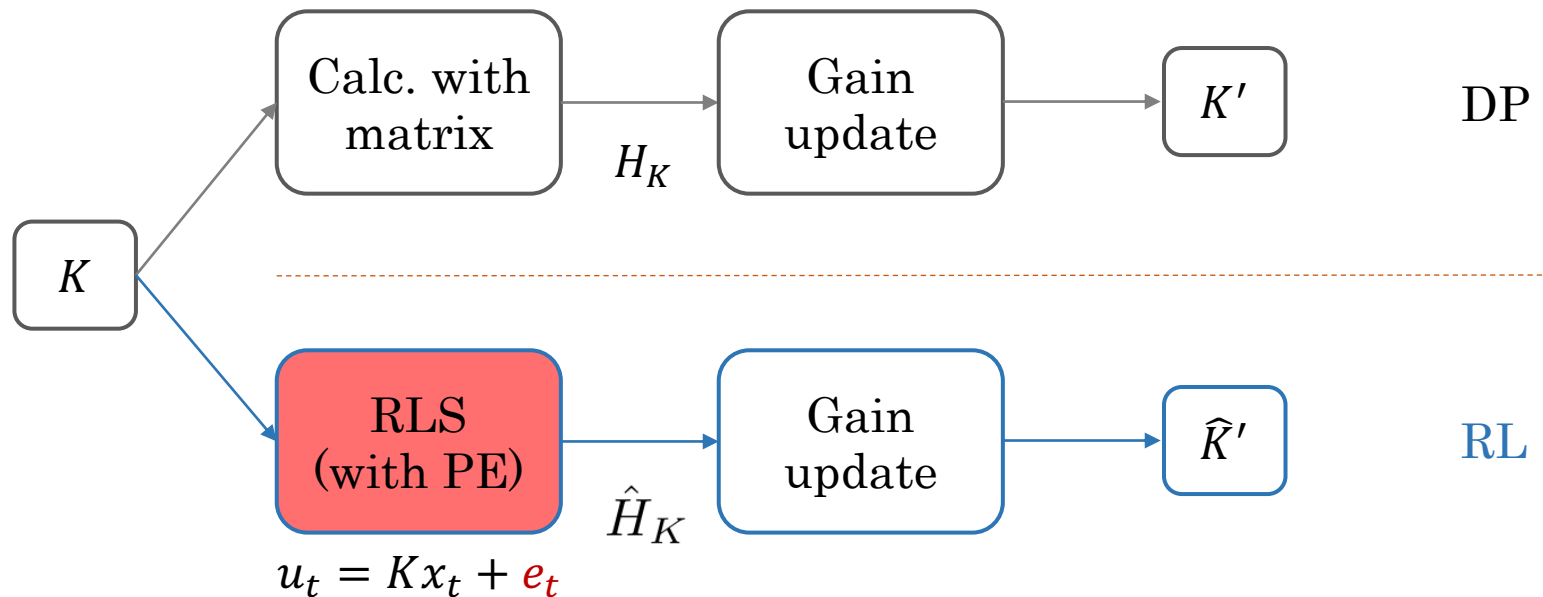 K
Calc. with
matrix
H_K
Gain
update
K′
DP
RLS
(with PE)
u_t = Kx_t + e_t
Ĥ_K
Gain
update
K̂′
RL